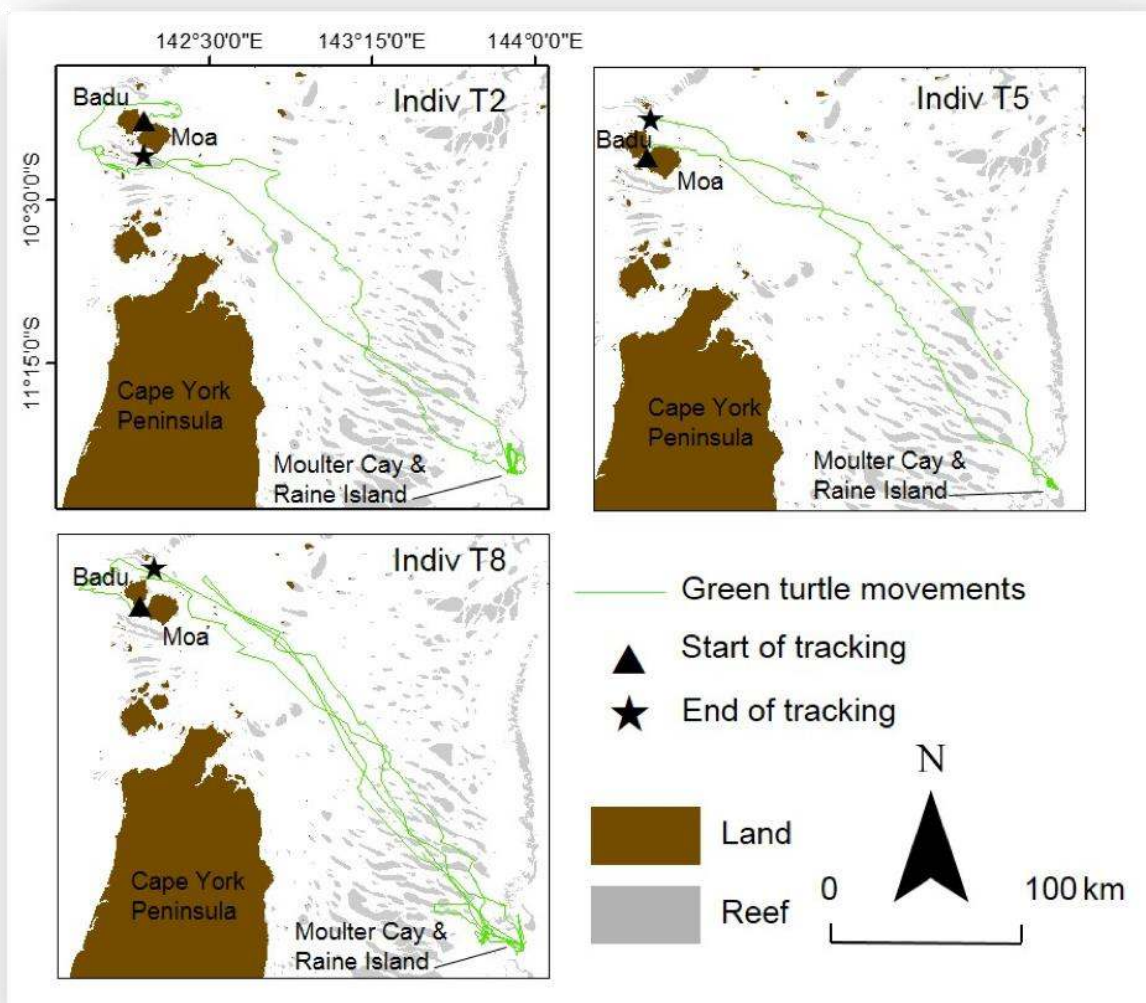 142°30'0"E 143°15'0"E 144°0'0"E
Indiv T2
Badu
Moa
10°30'0"S
11°15'0"S
Cape York
Peninsula
Moulter Cay &
Raine Island
Indiv T5
Badu
Moa
Cape York
Peninsula
Moulter Cay &
Raine Island
Indiv T8
Badu
Moa
Cape York
Peninsula
Moulter Cay &
Raine Island
Green turtle movements
Start of tracking
End of tracking
N
Land
Reef
0 100 km